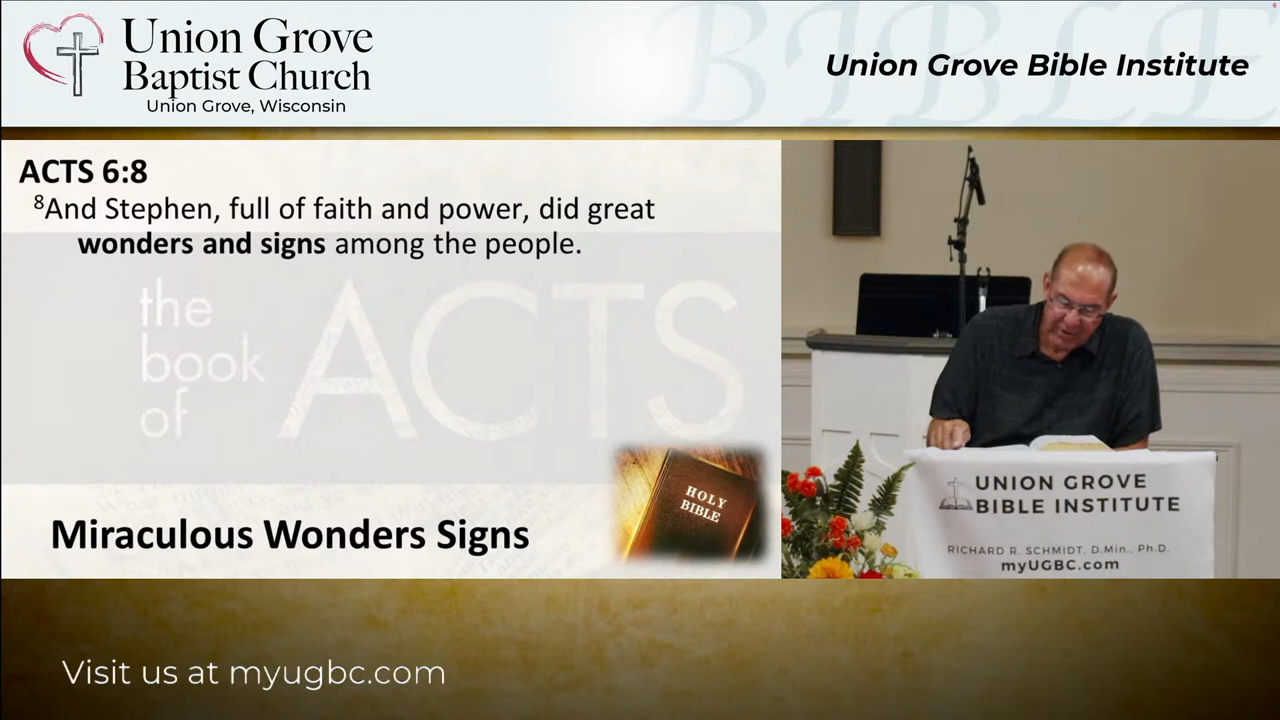 Union Grove
Baptist Church
Union Grove, Wisconsin
BIBLE
Union Grove Bible Institute
ACTS 6:8
⁸And Stephen, full of faith and power, did great
wonders and signs among the people.
the
book
of
ACTS
HOLY
BIBLE
Miraculous Wonders Signs
UNION GROVE
BIBLE INSTITUTE
RICHARD R. SCHMIDT, D.Min., Ph.D.
myUGBC.com
Visit us at myugbc.com